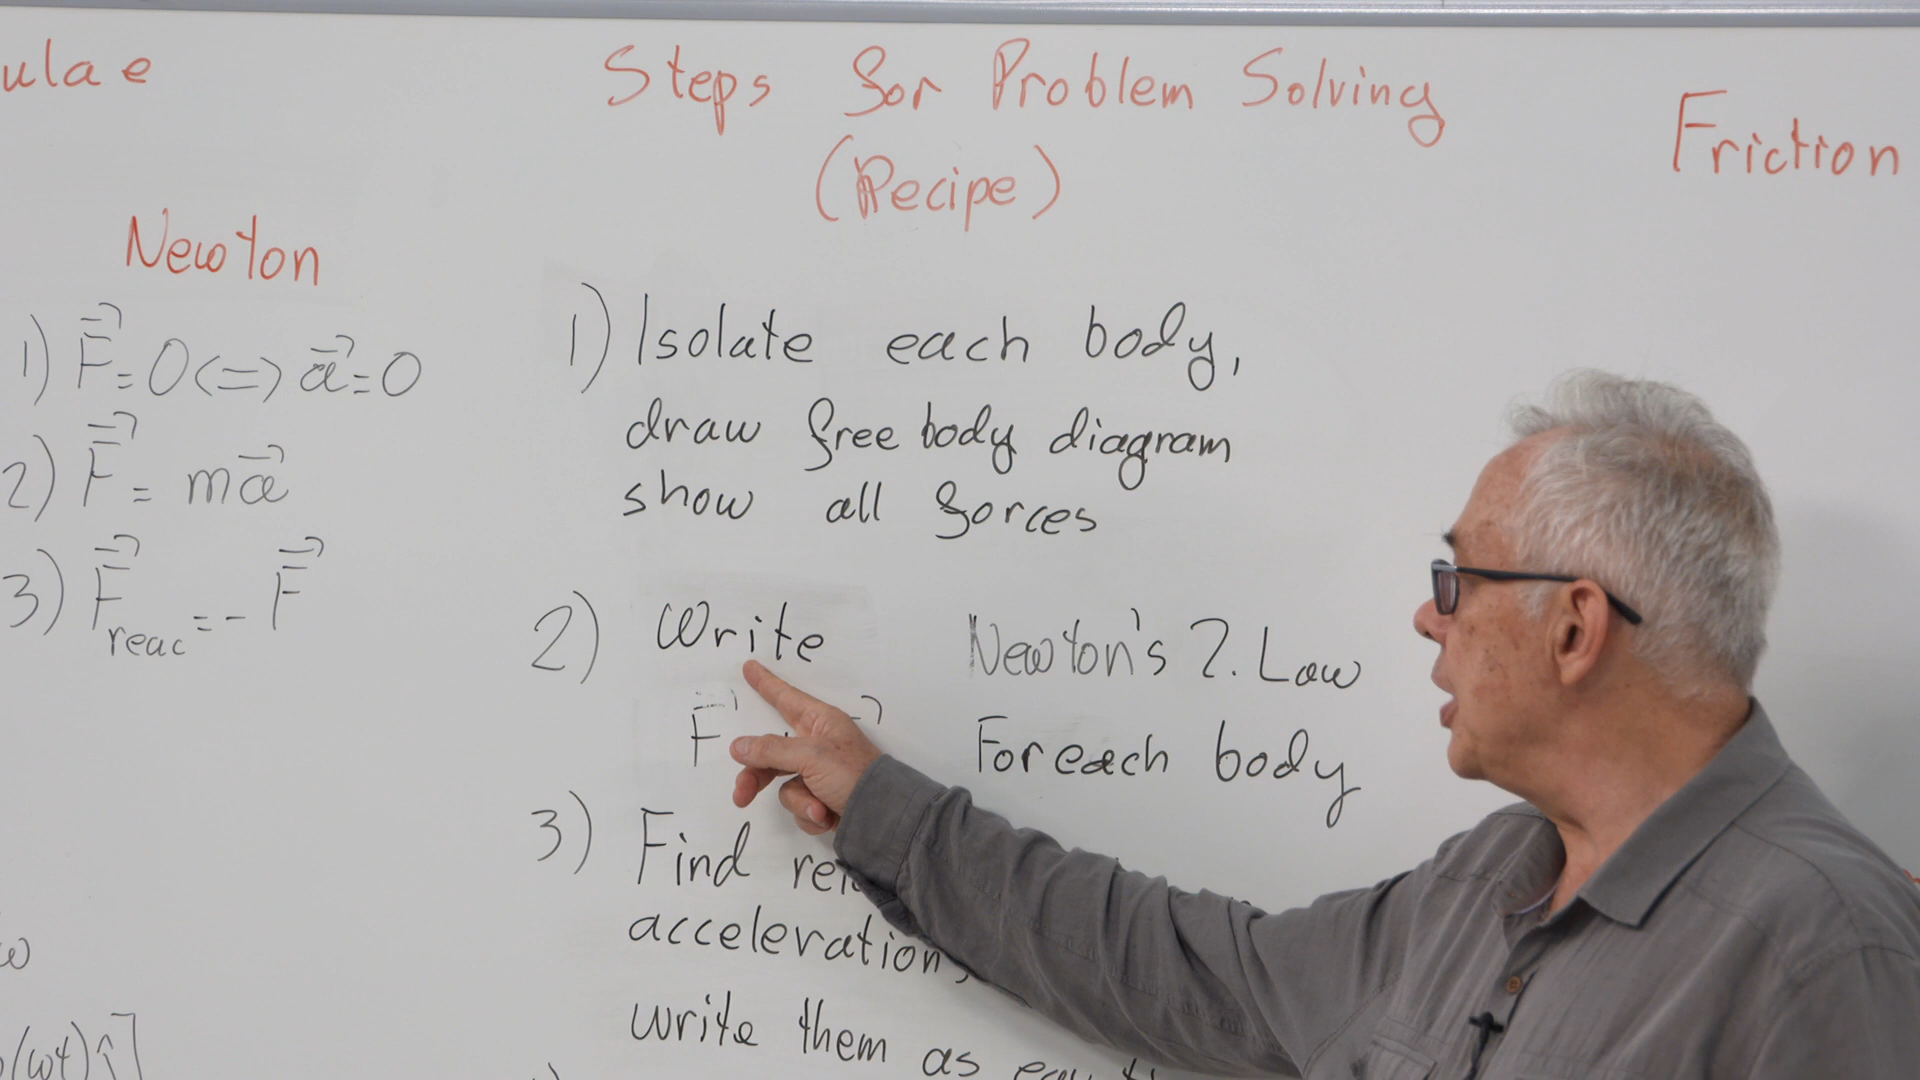 ulae
Newton
1) F⃗ = 0 <=> a⃗ = 0
2) F⃗ = ma⃗
3) F⃗reac = - F⃗
Steps for Problem Solving
(Recipe)
1) Isolate each body,
draw free body diagram
show all forces
2) Write Newton's 2. Law
F⃗ For each body
3) Find
acceleration,
write them as
Friction
(ωt) ĵ]